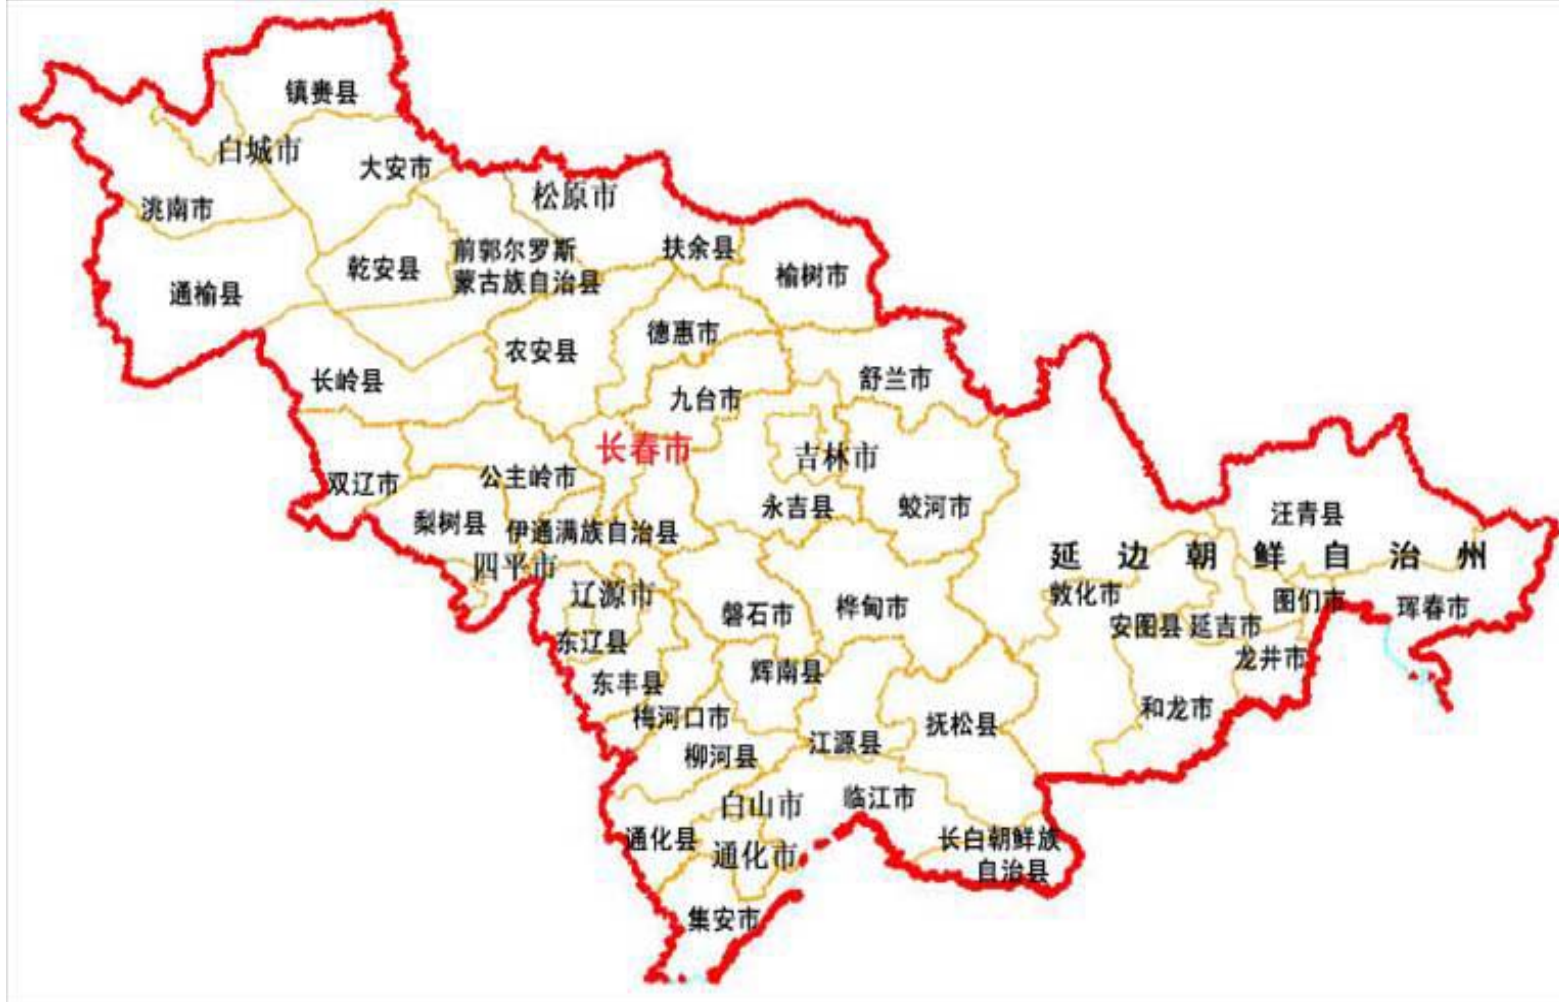 镇赉县
白城市
大安市
洮南市
松原市
前郭尔罗斯
蒙古族自治县
扶余县
乾安县
榆树市
通榆县
德惠市
农安县
长岭县
舒兰市
九台市
长春市
吉林市
双辽市
公主岭市
永吉县
蛟河市
梨树县
伊通满族自治县
汪青县
延边朝鲜自治州
四平市
辽源市
敦化市
图们市
珲春市
磐石市
桦甸市
安图县
延吉市
东辽县
龙井市
辉南县
东丰县
和龙市
梅河口市
抚松县
江源县
柳河县
白山市
临江市
通化县
长白朝鲜族
自治县
通化市
集安市